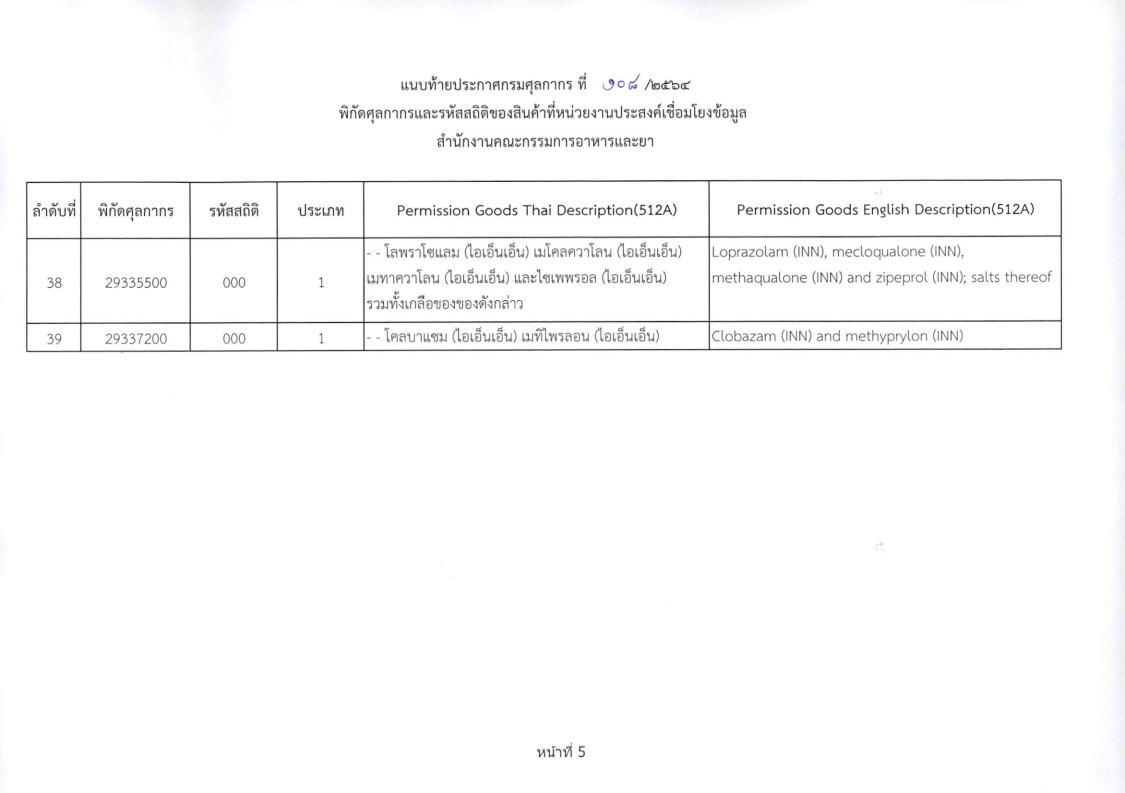 แนบท้ายประกาศกรมศุลกากร ที่ ๑๐๘ /๒๕๖๔
พิกัดศุลกากรและรหัสสถิติของสินค้าที่หน่วยงานประสงค์เชื่อมโยงข้อมูล
สำนักงานคณะกรรมการอาหารและยา
ลำดับที่ พิกัดศุลกากร รหัสสถิติ ประเภท Permission Goods Thai Description(512A) Permission Goods English Description(512A)
38 29335500 000 1
- - โลพราโซแลม (ไอเอ็นเอ็น) เมโคลควาโลน (ไอเอ็นเอ็น)
เมทาควาโลน (ไอเอ็นเอ็น) และไซเพพรอล (ไอเอ็นเอ็น)
รวมทั้งเกลือของของดังกล่าว
Loprazolam (INN), mecloqualone (INN),
methaqualone (INN) and zipeprol (INN); salts thereof
39 29337200 000 1 - - โคลบาแซม (ไอเอ็นเอ็น) เมทิไพรลอน (ไอเอ็นเอ็น) Clobazam (INN) and methyprylon (INN)
หน้าที่ 5